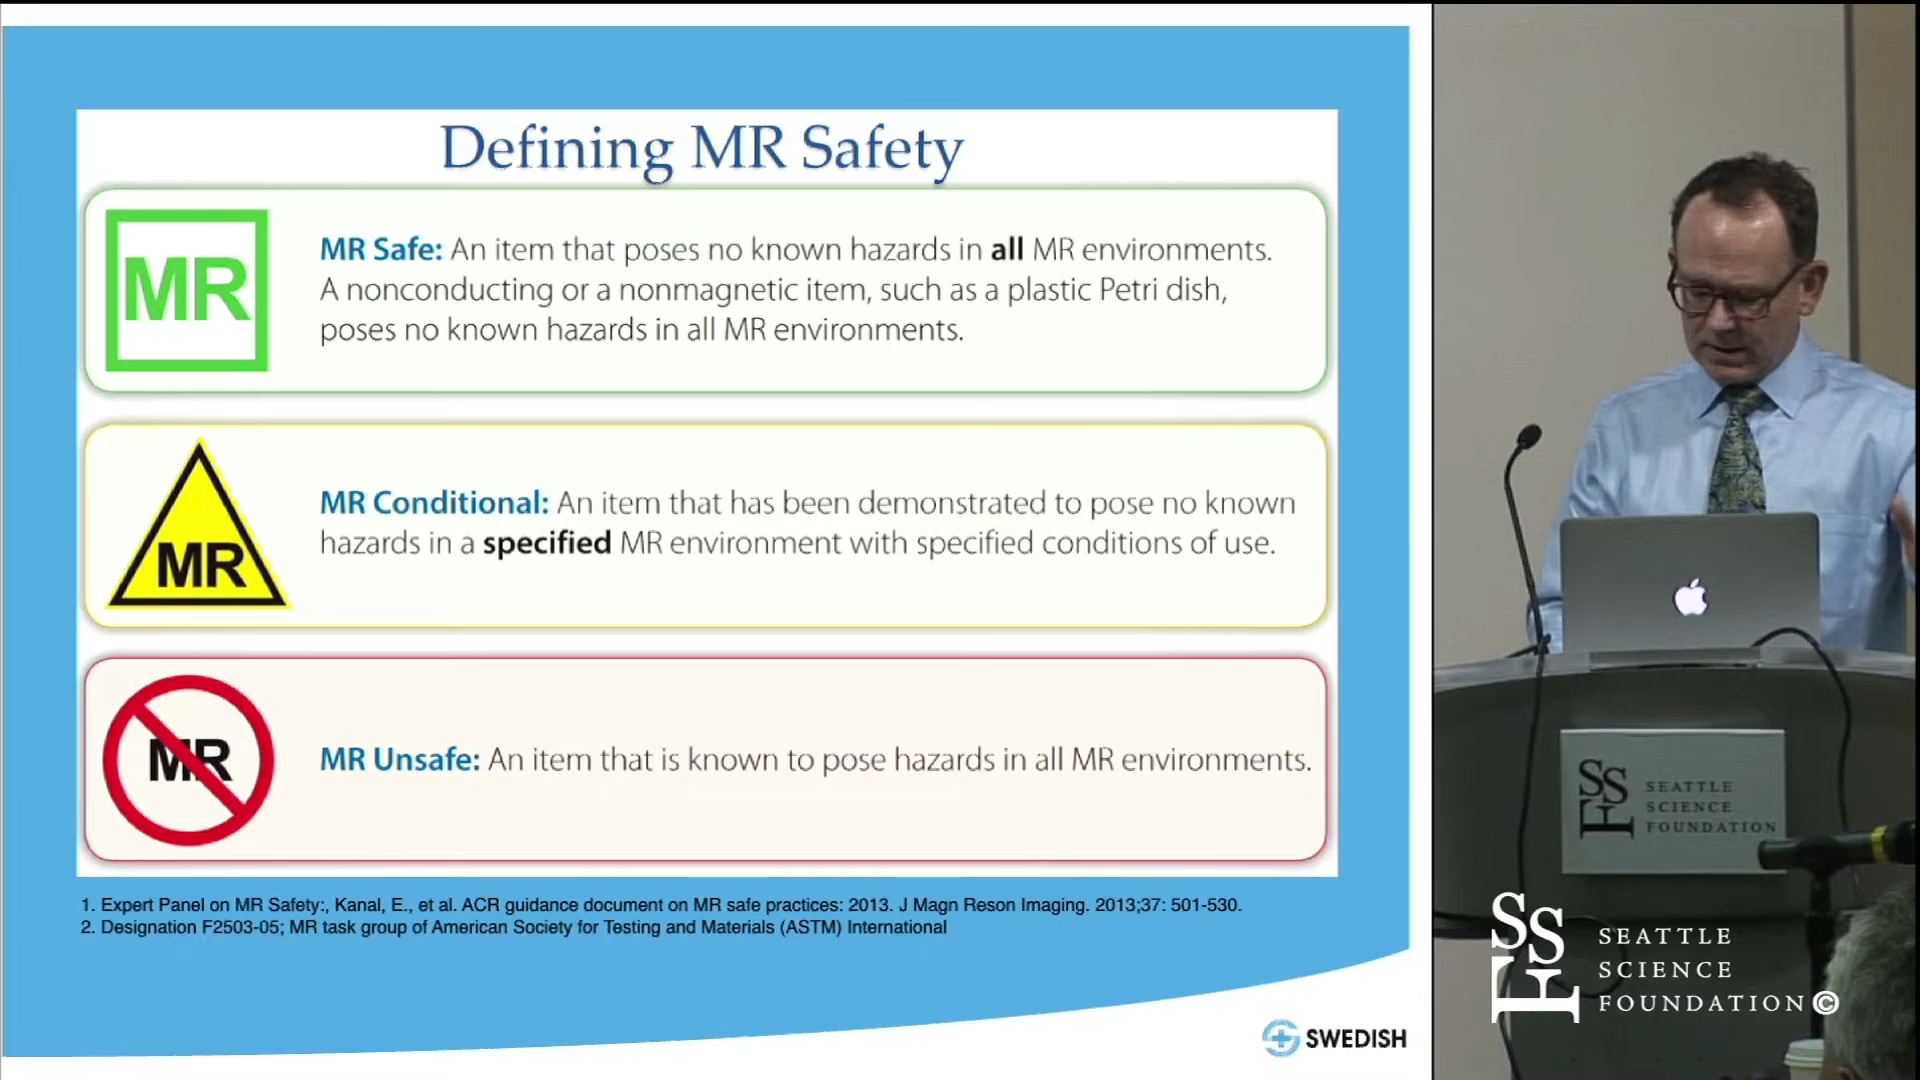 Defining MR Safety
MR
MR Safe: An item that poses no known hazards in all MR environments.
A nonconducting or a nonmagnetic item, such as a plastic Petri dish,
poses no known hazards in all MR environments.
MR
MR Conditional: An item that has been demonstrated to pose no known
hazards in a specified MR environment with specified conditions of use.
MR
MR Unsafe: An item that is known to pose hazards in all MR environments.
1. Expert Panel on MR Safety:, Kanal, E., et al. ACR guidance document on MR safe practices: 2013. J Magn Reson Imaging. 2013;37: 501-530.
2. Designation F2503-05; MR task group of American Society for Testing and Materials (ASTM) International
SWEDISH
SSF
SEATTLE
SCIENCE
FOUNDATION
SSF
SEATTLE
SCIENCE
FOUNDATION©